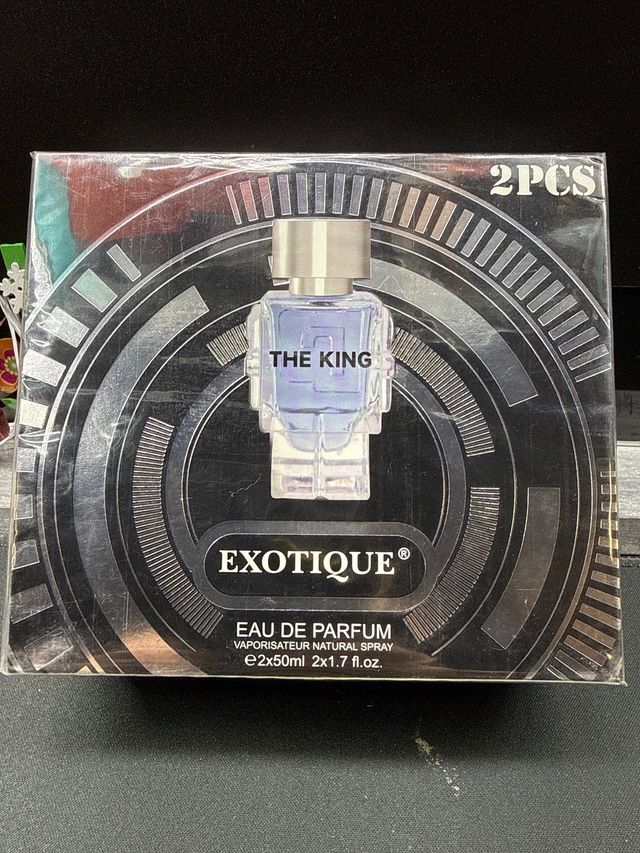 2PCS
THE KING
EXOTIQUE®
EAU DE PARFUM
VAPORISATEUR NATURAL SPRAY
℮2x50ml 2x1.7 fl.oz.